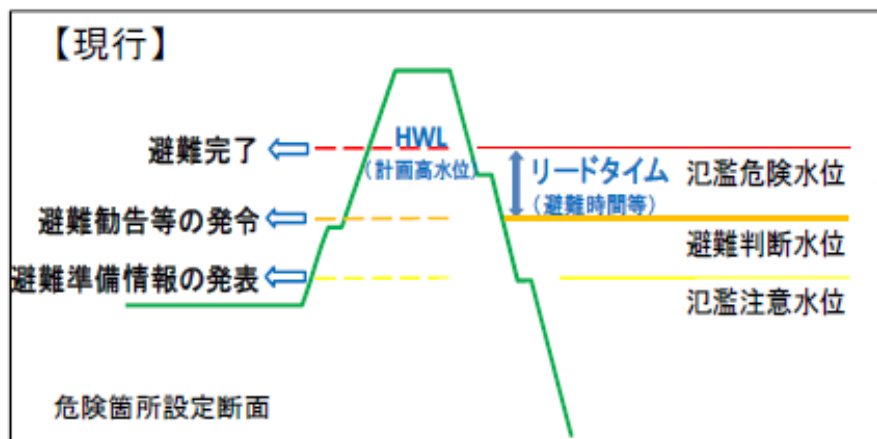 【現行】
避難完了
HWL
(計画高水位)
リードタイム
(避難時間等)
氾濫危険水位
避難勧告等の発令
避難判断水位
避難準備情報の発表
氾濫注意水位
危険箇所設定断面